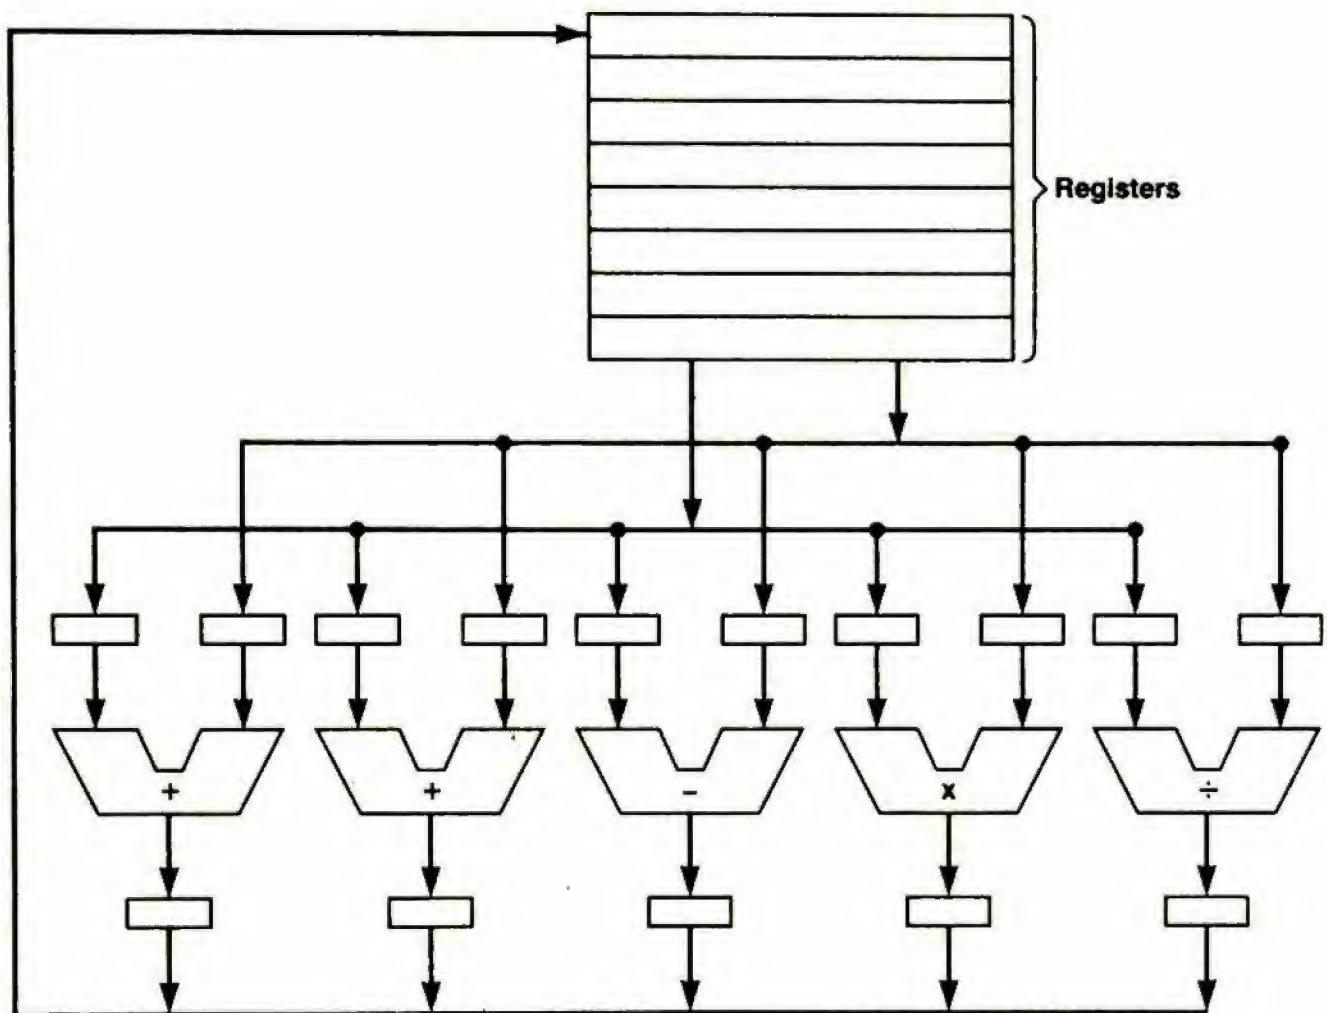 Registers
+ + - x ÷